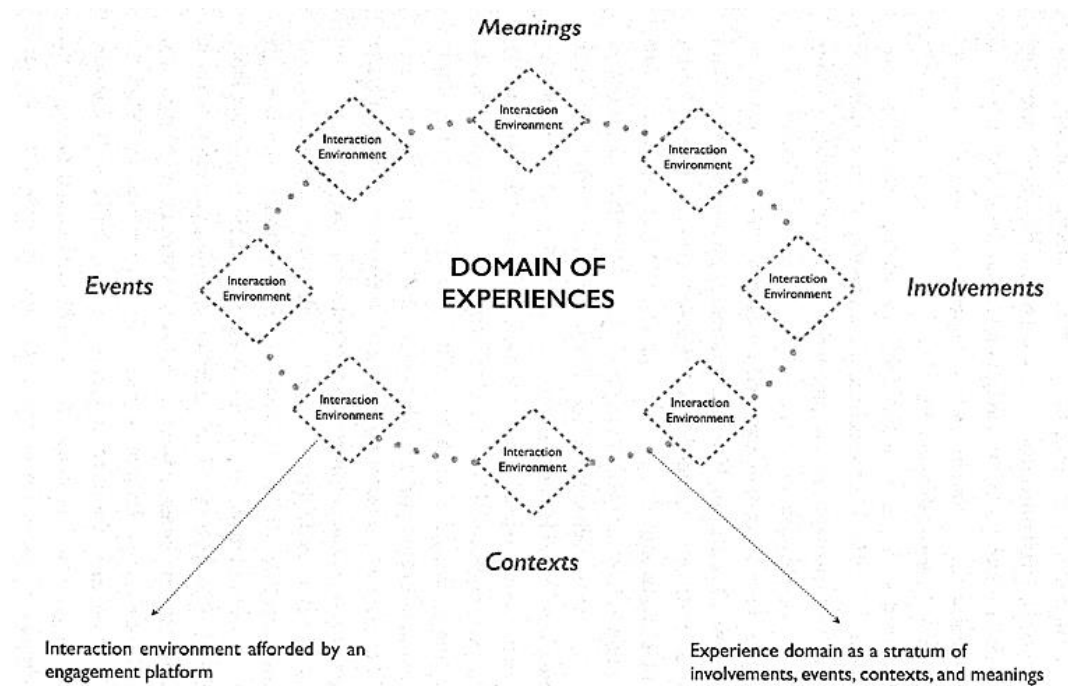 Meanings
Interaction
Environment
Interaction
Environment
Interaction
Environment
Events
Interaction
Environment
DOMAIN OF
EXPERIENCES
Interaction
Environment
Involvements
Interaction
Environment
Interaction
Environment
Interaction
Environment
Contexts
Interaction environment afforded by an
engagement platform
Experience domain as a stratum of
involvements, events, contexts, and meanings